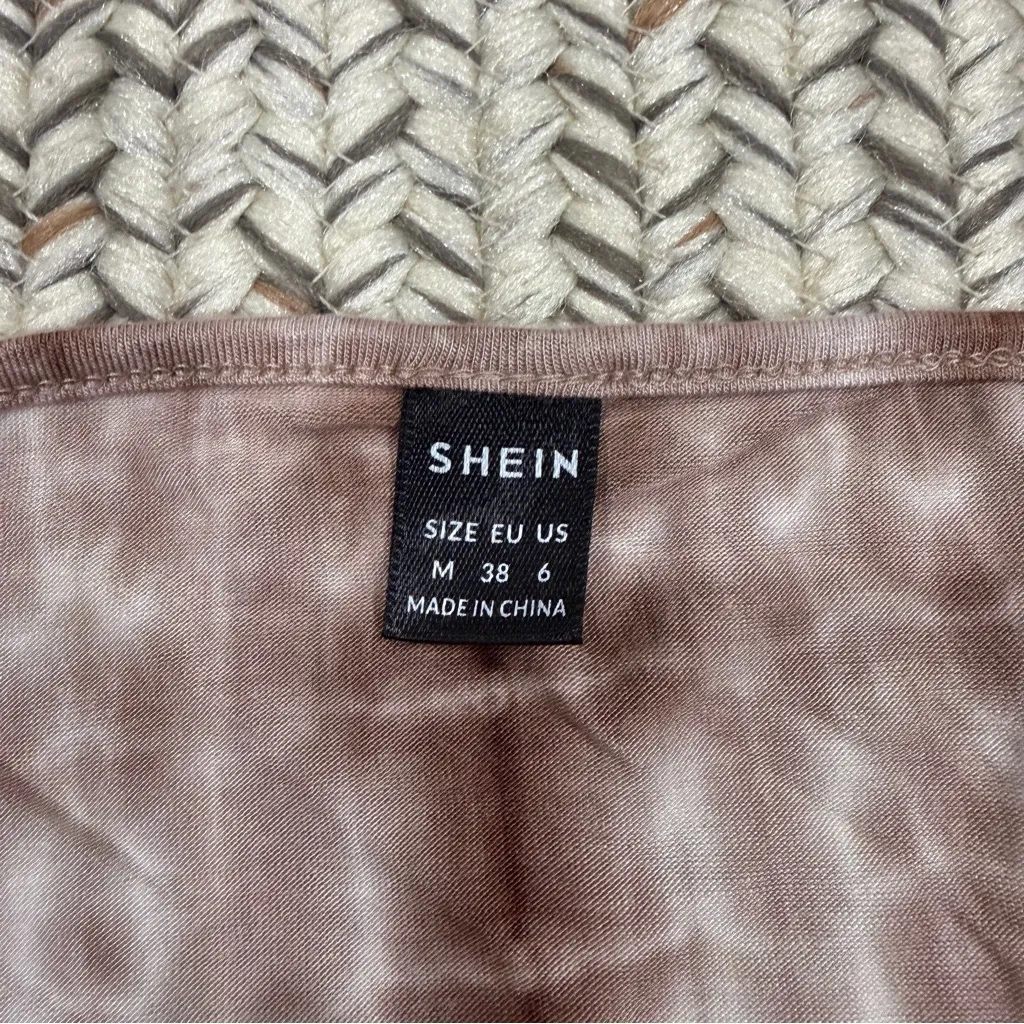 SHEIN
SIZE EU US
M 38 6
MADE IN CHINA